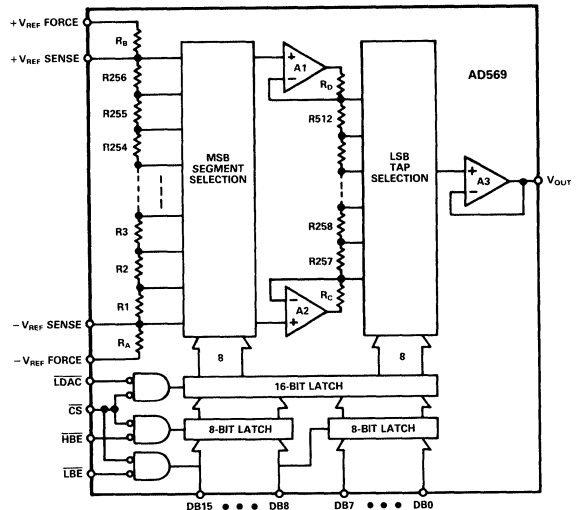 + VREF FORCE
RB
+ VREF SENSE
R256
R255
R254
R3
R2
R1
− VREF SENSE
RA
− VREF FORCE
MSB
SEGMENT
SELECTION
+
−
A1
RD
R512
R258
R257
RC
−
+
A2
LSB
TAP
SELECTION
AD569
+
−
A3
VOUT
8
8
LDAC
16-BIT LATCH
CS
8-BIT LATCH
8-BIT LATCH
HBE
LBE
DB15 • • • DB8 DB7 • • • DB0